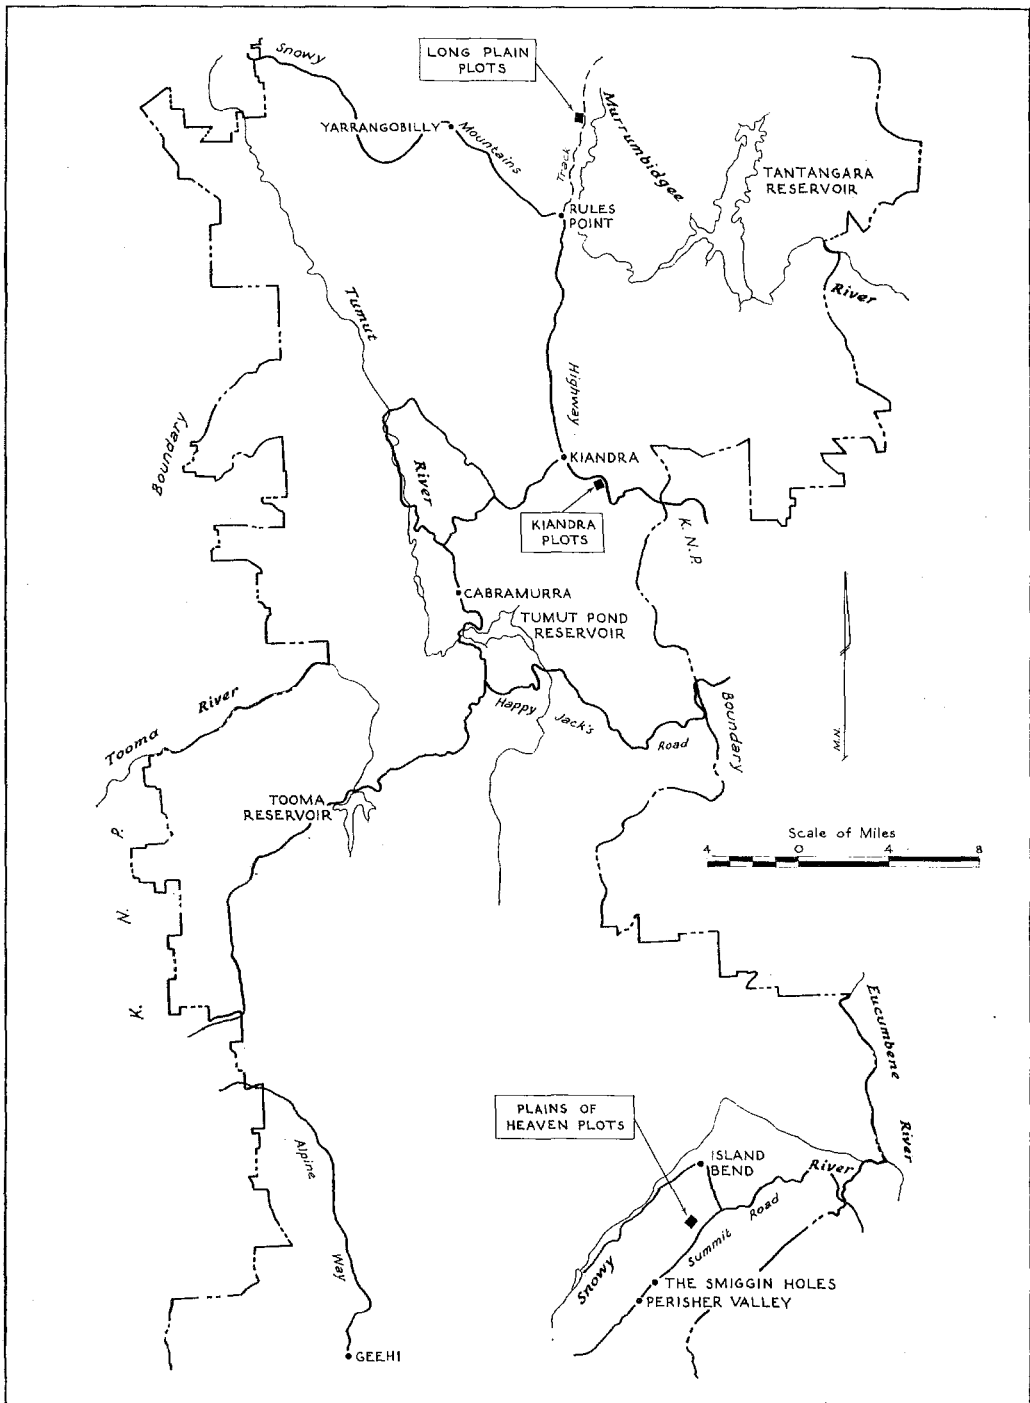 Snowy
LONG PLAIN
PLOTS
YARRANGOBILLY
Mountains
Track
Murrumbidgee
TANTANGARA
RESERVOIR
RULES
POINT
River
Tumut
Highway
Boundary
River
KIANDRA
KIANDRA
PLOTS
K.N.P.
CABRAMURRA
TUMUT POND
RESERVOIR
River
Tooma
Happy
Jack's
Road
Boundary
N.W.
TOOMA
RESERVOIR
Scale of Miles
4 0 4 8
K. N. P.
Eucumbene
River
PLAINS OF
HEAVEN PLOTS
ISLAND
BEND
River
Road
Summit
Snowy
Alpine
Way
THE SMIGGIN HOLES
PERISHER VALLEY
GEEHI